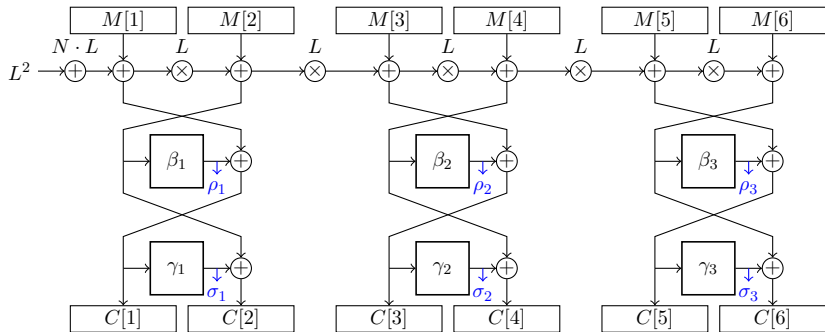 M[1] M[2] M[3] M[4] M[5] M[6]
N · L L L L L L
L²
β₁ β₂ β₃
ρ₁ ρ₂ ρ₃
γ₁ γ₂ γ₃
σ₁ σ₂ σ₃
C[1] C[2] C[3] C[4] C[5] C[6]